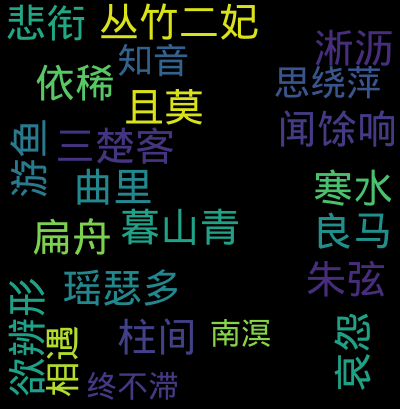 悲衔
丛竹二妃
知音
淅沥
依稀
思绕萍
且莫
闻馀响
游鱼
三楚客
曲里
寒水
扁舟
暮山青
良马
瑶瑟多
朱弦
欲辨形
相遇
柱间
南溟
哀怨
终不滞